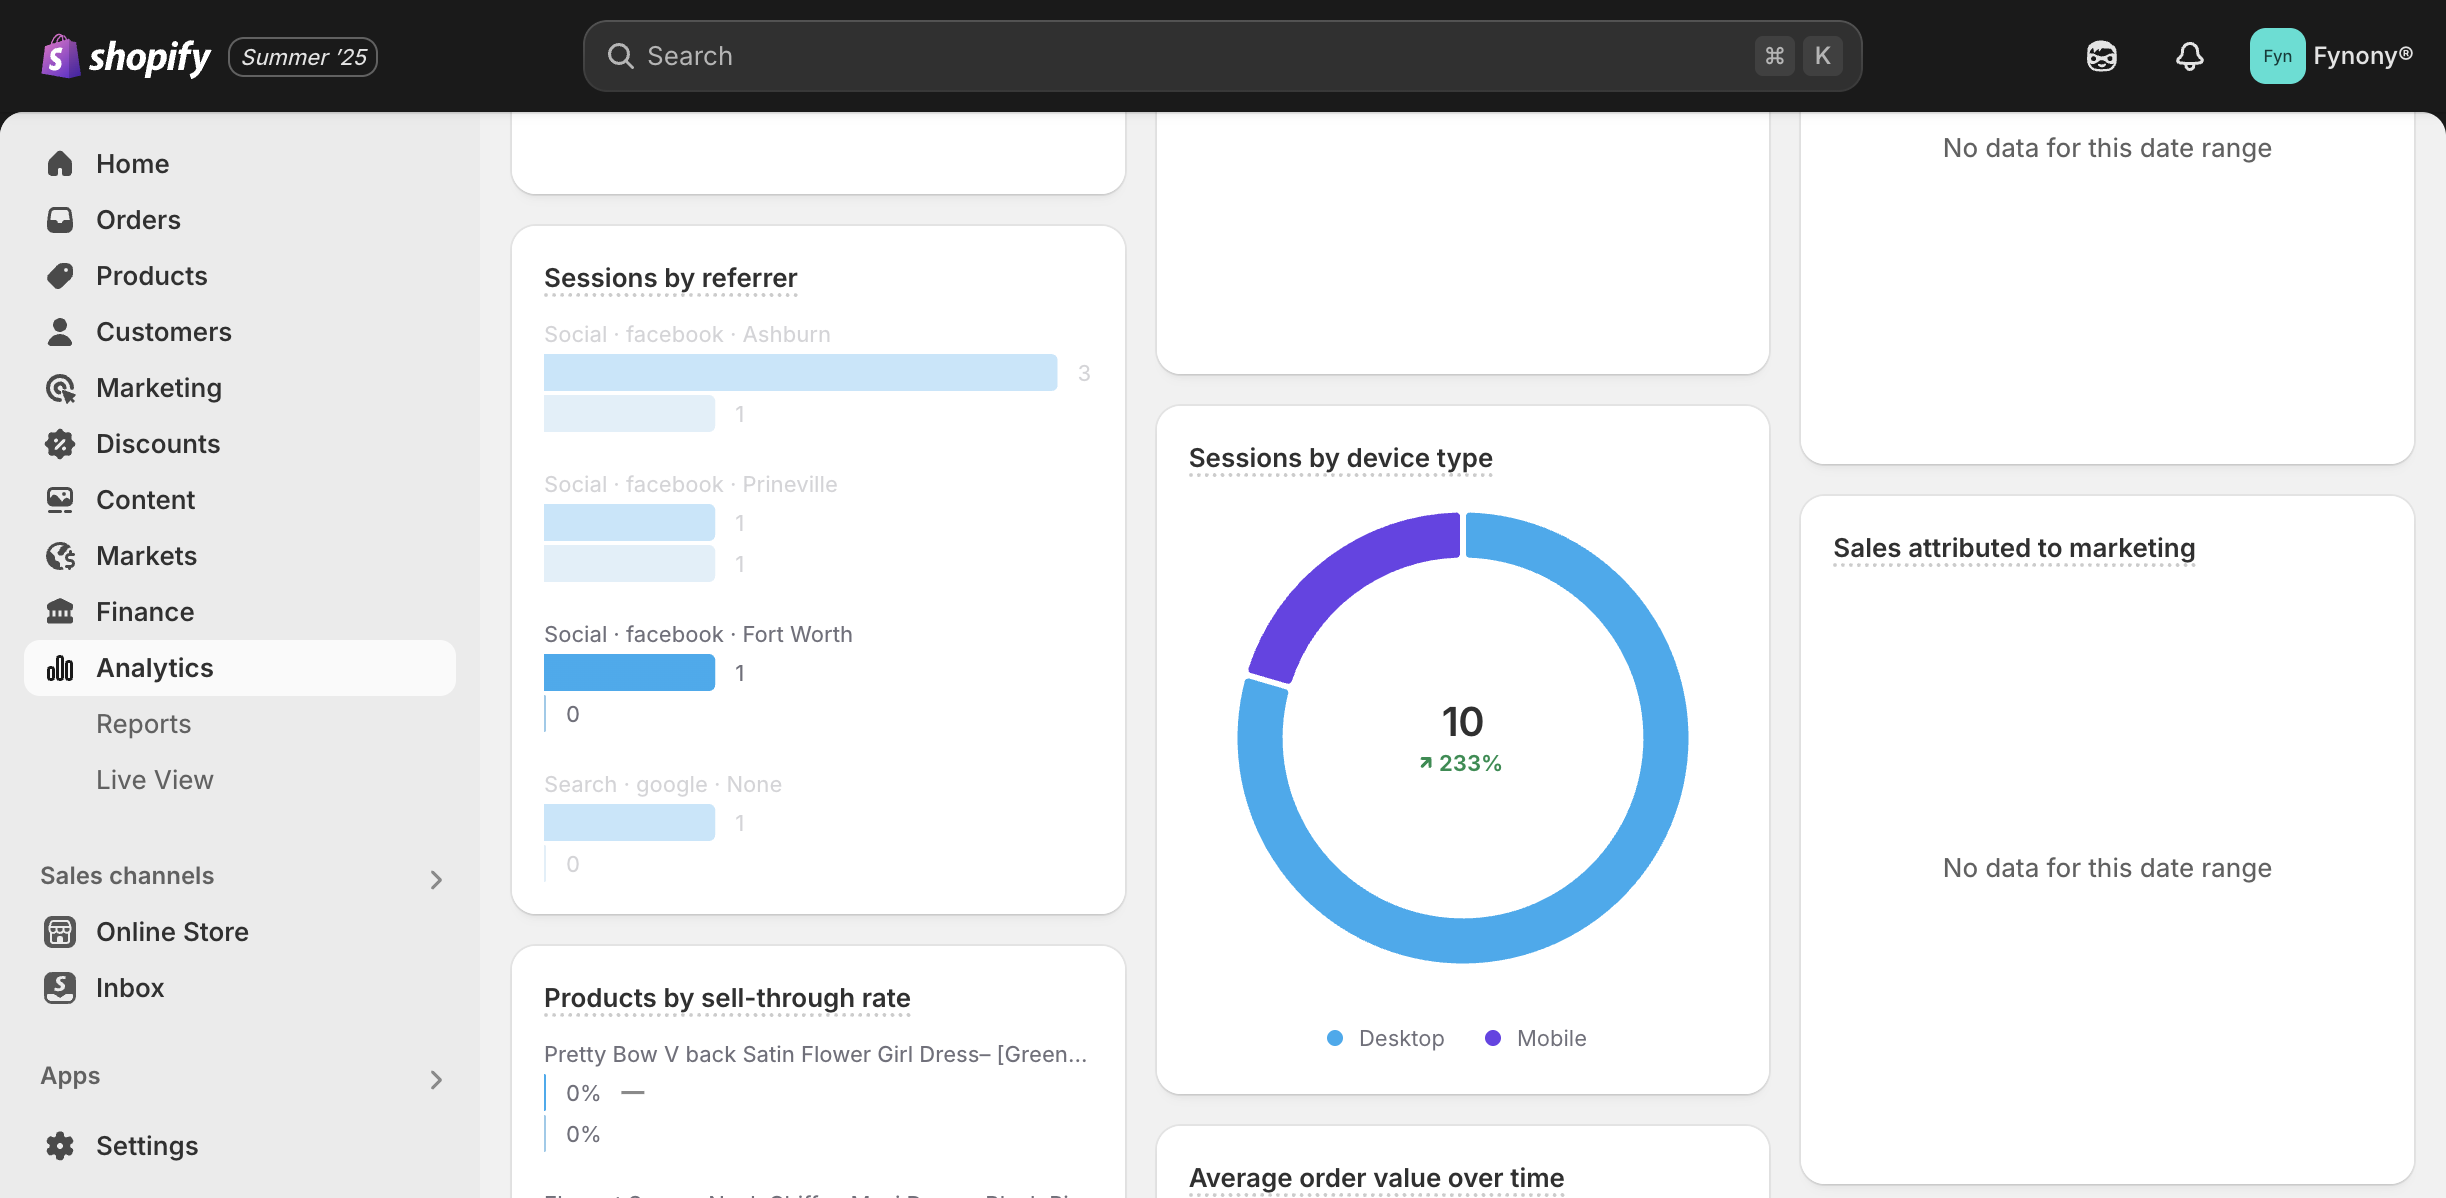 shopify
Summer '25
Search
⌘ K
Fyn
Fynony®
Home
Orders
Products
Customers
Marketing
Discounts
Content
Markets
Finance
Analytics
Reports
Live View
Sales channels
Online Store
Inbox
Apps
Settings
Sessions by referrer
Social · facebook · Ashburn
3
1
Social · facebook · Prineville
1
1
Social · facebook · Fort Worth
1
0
Search · google · None
1
0
Products by sell-through rate
Pretty Bow V back Satin Flower Girl Dress– [Green...
0% —
0%
Sessions by device type
10
233%
Desktop
Mobile
Average order value over time
No data for this date range
Sales attributed to marketing
No data for this date range